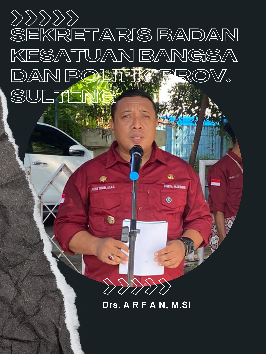 SEKRETARIS BADAN
KESATUAN BANGSA
DAN POLITIK PROV.
SULTENG
Drs. A R F A N. M.SI